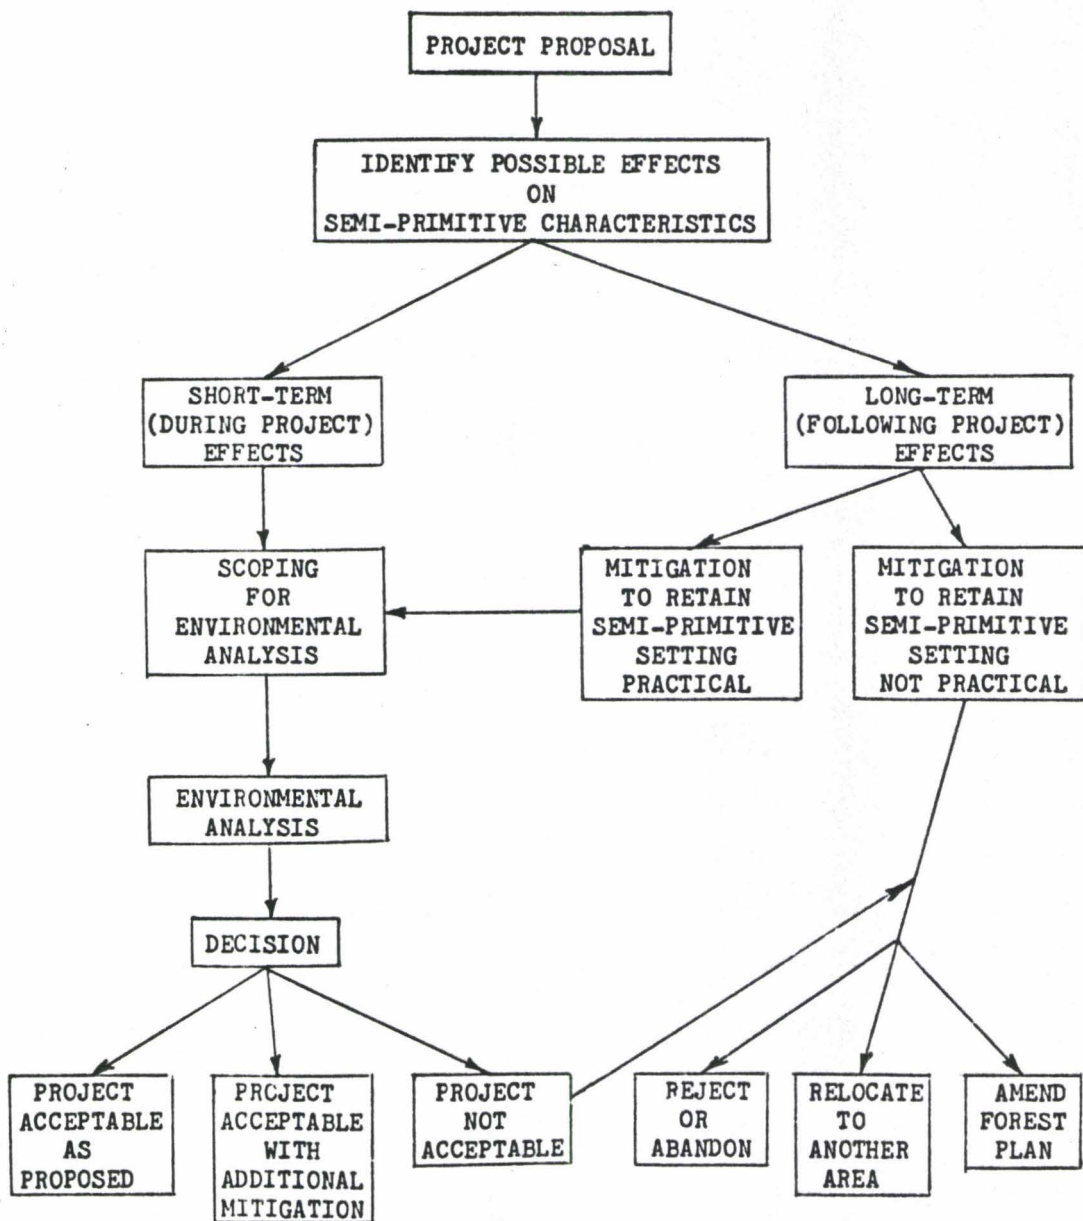 PROJECT PROPOSAL
IDENTIFY POSSIBLE EFFECTS
ON
SEMI-PRIMITIVE CHARACTERISTICS
SHORT-TERM
(DURING PROJECT)
EFFECTS
LONG-TERM
(FOLLOWING PROJECT)
EFFECTS
SCOPING
FOR
ENVIRONMENTAL
ANALYSIS
MITIGATION
TO RETAIN
SEMI-PRIMITIVE
SETTING
PRACTICAL
MITIGATION
TO RETAIN
SEMI-PRIMITIVE
SETTING
NOT PRACTICAL
ENVIRONMENTAL
ANALYSIS
DECISION
PROJECT
ACCEPTABLE
AS
PROPOSED
PROJECT
ACCEPTABLE
WITH
ADDITIONAL
MITIGATION
PROJECT
NOT
ACCEPTABLE
REJECT
OR
ABANDON
RELOCATE
TO
ANOTHER
AREA
AMEND
FOREST
PLAN